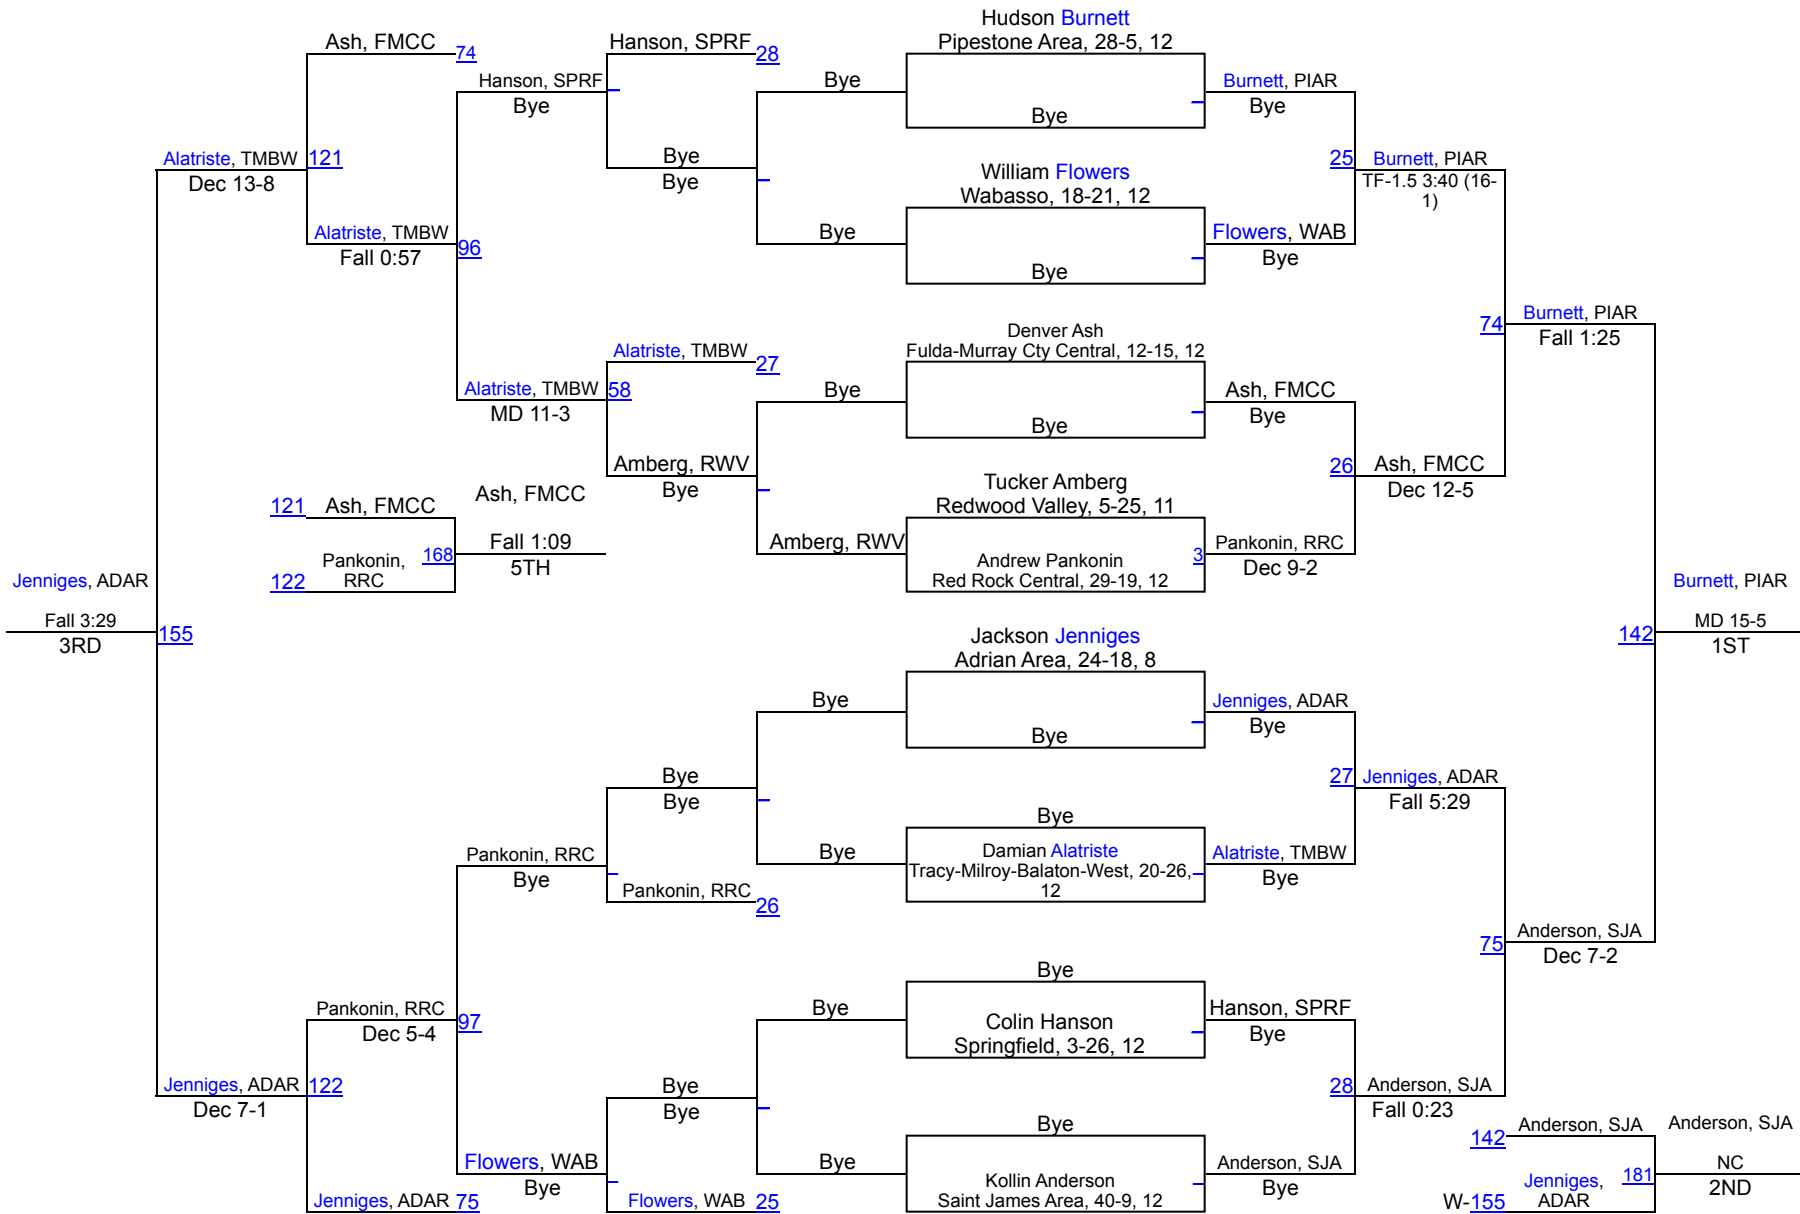 Hudson Burnett
Pipestone Area, 28-5, 12
Ash, FMCC
74
Hanson, SPRF
28
Hanson, SPRF
Bye
Bye
Bye
Burnett, PIAR
Bye
Bye
Bye
William Flowers
Wabasso, 18-21, 12
Alatriste, TMBW
121
Dec 13-8
25
Burnett, PIAR
TF-1.5 3:40 (16-
1)
Alatriste, TMBW
96
Fall 0:57
Bye
Bye
Flowers, WAB
Bye
Denver Ash
Fulda-Murray Cty Central, 12-15, 12
74
Burnett, PIAR
Fall 1:25
Alatriste, TMBW
27
Alatriste, TMBW
58
MD 11-3
Bye
Bye
Ash, FMCC
Bye
Amberg, RWV
Bye
26
Ash, FMCC
Dec 12-5
Tucker Amberg
Redwood Valley, 5-25, 11
121
Ash, FMCC
Ash, FMCC
Amberg, RWV
Andrew Pankonin
Red Rock Central, 29-19, 12
3
Pankonin, RRC
Dec 9-2
122
Pankonin,
RRC
168
Fall 1:09
5TH
Jenniges, ADAR
Fall 3:29
3RD
155
Burnett, PIAR
142
MD 15-5
1ST
Jackson Jenniges
Adrian Area, 24-18, 8
Bye
Bye
Jenniges, ADAR
Bye
Bye
Bye
27
Jenniges, ADAR
Fall 5:29
Bye
Bye
Damian Alatriste
Tracy-Milroy-Balaton-West, 20-26,
12
Alatriste, TMBW
Bye
Pankonin, RRC
Bye
Pankonin, RRC
26
75
Anderson, SJA
Dec 7-2
Bye
Bye
Colin Hanson
Springfield, 3-26, 12
Hanson, SPRF
Bye
Pankonin, RRC
97
Dec 5-4
Jenniges, ADAR
122
Dec 7-1
Bye
Bye
28
Anderson, SJA
Fall 0:23
Bye
Bye
Kollin Anderson
Saint James Area, 40-9, 12
Anderson, SJA
Bye
Flowers, WAB
Bye
Jenniges, ADAR
75
Flowers, WAB
25
142
Anderson, SJA
Anderson, SJA
W-155
Jenniges,
ADAR
181
NC
2ND